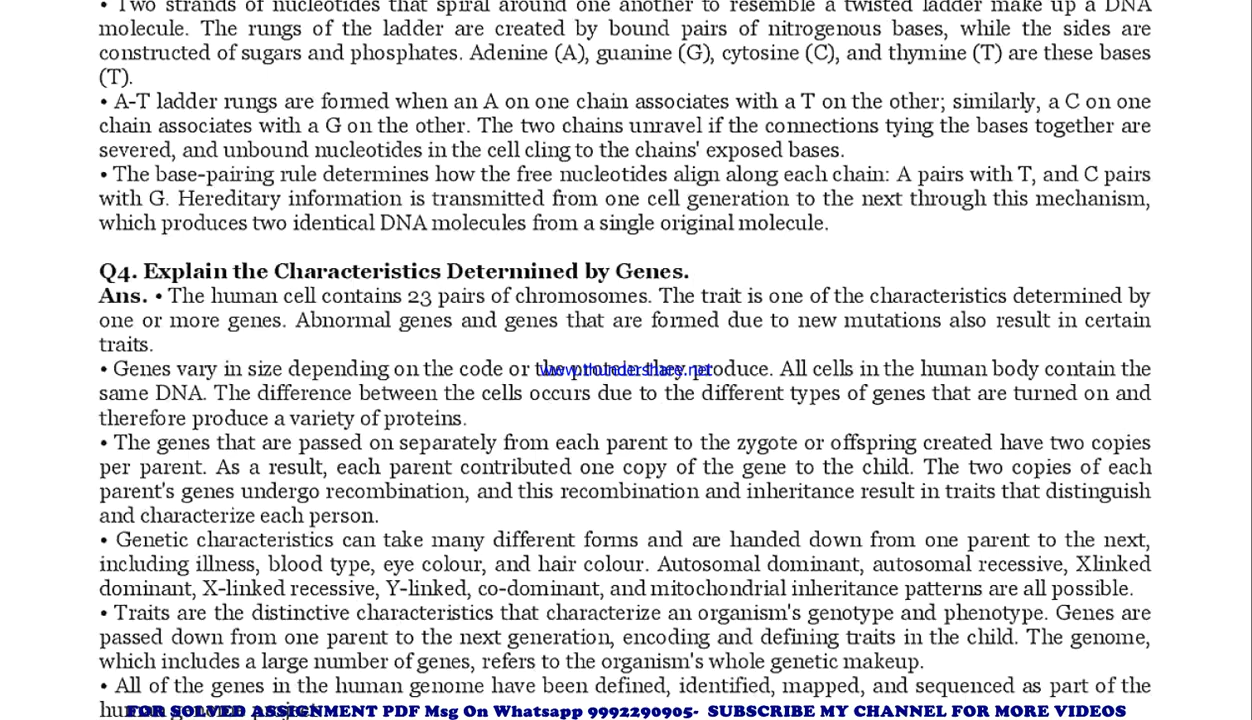 • Two strands of nucleotides that spiral around one another to resemble a twisted ladder make up a DNA
molecule. The rungs of the ladder are created by bound pairs of nitrogenous bases, while the sides are
constructed of sugars and phosphates. Adenine (A), guanine (G), cytosine (C), and thymine (T) are these bases
(T).
• A-T ladder rungs are formed when an A on one chain associates with a T on the other; similarly, a C on one
chain associates with a G on the other. The two chains unravel if the connections tying the bases together are
severed, and unbound nucleotides in the cell cling to the chains' exposed bases.
• The base-pairing rule determines how the free nucleotides align along each chain: A pairs with T, and C pairs
with G. Hereditary information is transmitted from one cell generation to the next through this mechanism,
which produces two identical DNA molecules from a single original molecule.
Q4. Explain the Characteristics Determined by Genes.
Ans. • The human cell contains 23 pairs of chromosomes. The trait is one of the characteristics determined by
one or more genes. Abnormal genes and genes that are formed due to new mutations also result in certain
traits.
• Genes vary in size depending on the code or the protein they produce. All cells in the human body contain the
www.thundershare.net
same DNA. The difference between the cells occurs due to the different types of genes that are turned on and
therefore produce a variety of proteins.
• The genes that are passed on separately from each parent to the zygote or offspring created have two copies
per parent. As a result, each parent contributed one copy of the gene to the child. The two copies of each
parent's genes undergo recombination, and this recombination and inheritance result in traits that distinguish
and characterize each person.
• Genetic characteristics can take many different forms and are handed down from one parent to the next,
including illness, blood type, eye colour, and hair colour. Autosomal dominant, autosomal recessive, Xlinked
dominant, X-linked recessive, Y-linked, co-dominant, and mitochondrial inheritance patterns are all possible.
• Traits are the distinctive characteristics that characterize an organism's genotype and phenotype. Genes are
passed down from one parent to the next generation, encoding and defining traits in the child. The genome,
which includes a large number of genes, refers to the organism's whole genetic makeup.
• All of the genes in the human genome have been defined, identified, mapped, and sequenced as part of the
FOR SOLVED ASSIGNMENT PDF Msg On Whatsapp 9992290905- SUBSCRIBE MY CHANNEL FOR MORE VIDEOS